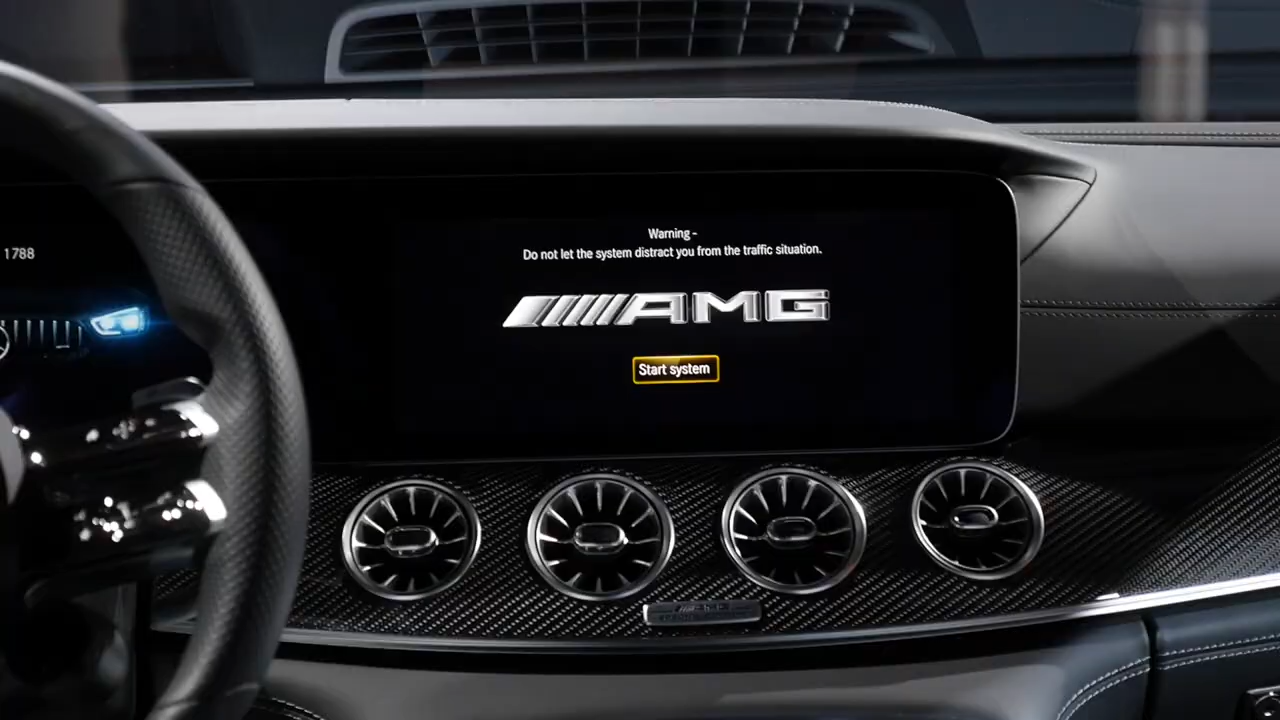 Warning -
Do not let the system distract you from the traffic situation.
AMG
Start system
1788